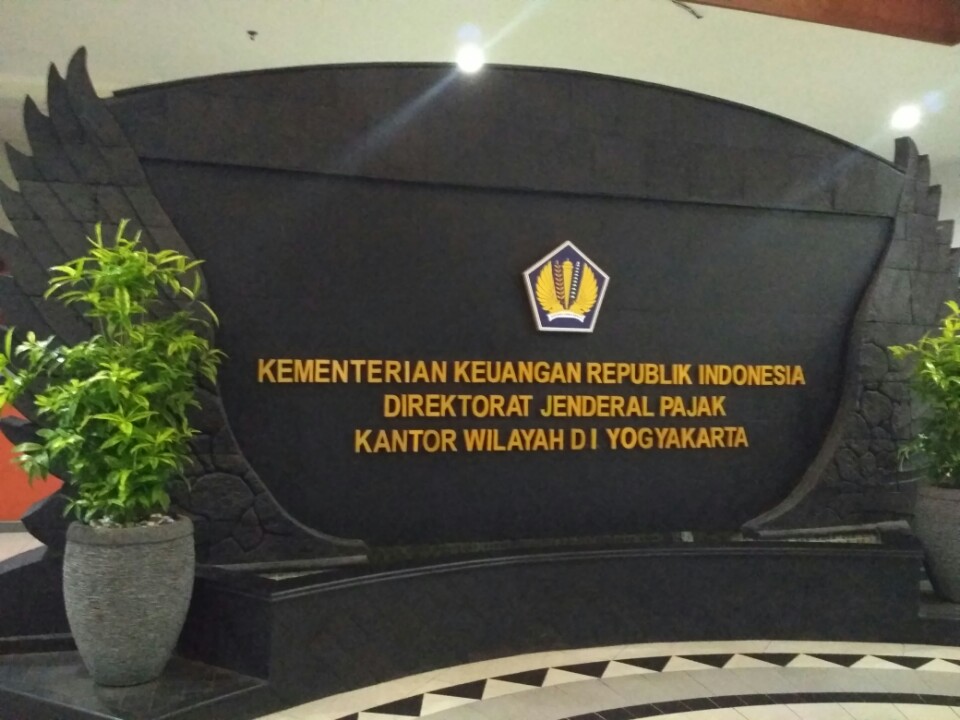 KEMENTERIAN KEUANGAN REPUBLIK INDONESIA
DIREKTORAT JENDERAL PAJAK
KANTOR WILAYAH D I YOGYAKARTA